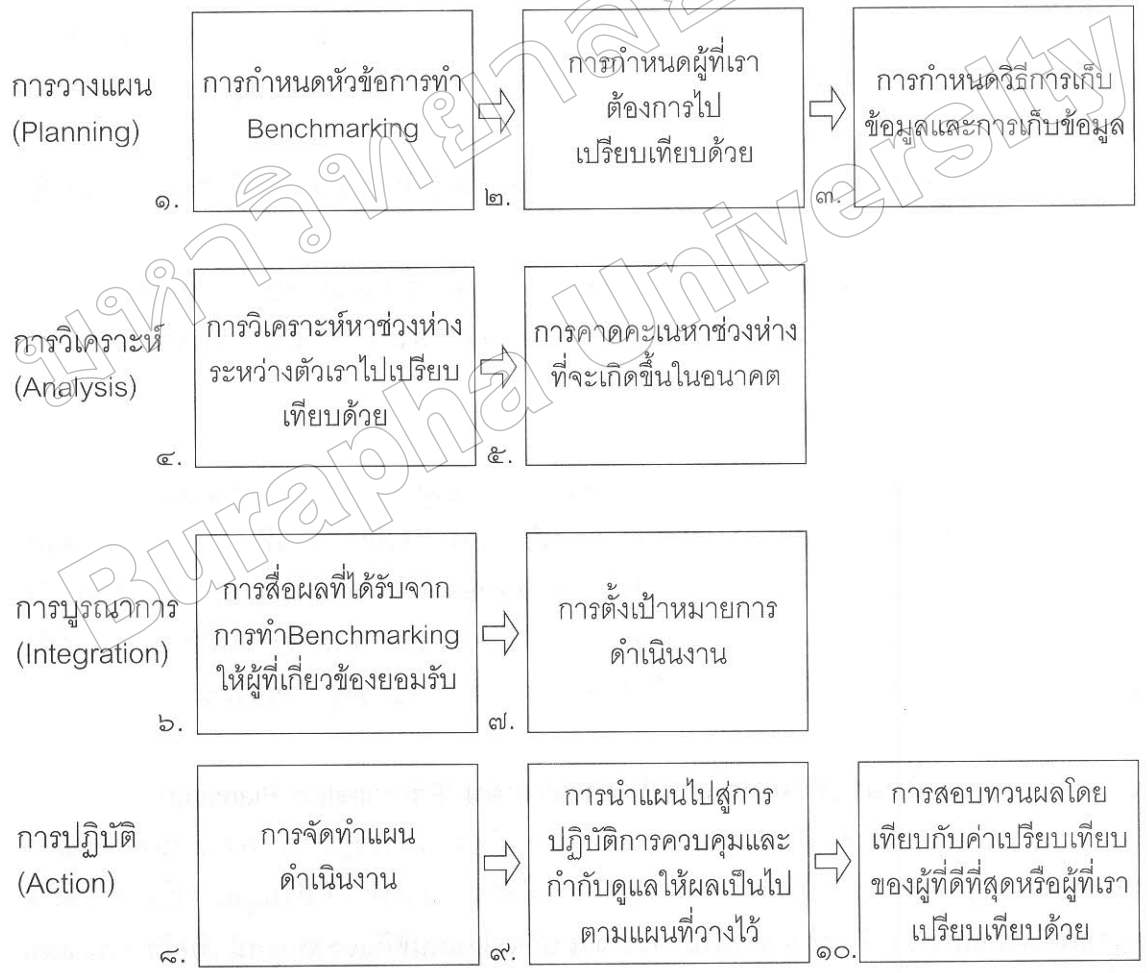 การวางแผน
(Planning)
การกำหนดหัวข้อการทำ
Benchmarking
๑.
การกำหนดผู้ที่เรา
ต้องการไป
เปรียบเทียบด้วย
๒.
การกำหนดวิธีการเก็บ
ข้อมูลและการเก็บข้อมูล
๓.
การวิเคราะห์
(Analysis)
การวิเคราะห์หาช่วงห่าง
ระหว่างตัวเราไปเปรียบ
เทียบด้วย
๔.
การคาดคะเนหาช่วงห่าง
ที่จะเกิดขึ้นในอนาคต
๕.
การบูรณาการ
(Integration)
การสื่อผลที่ได้รับจาก
การทำBenchmarking
ให้ผู้ที่เกี่ยวข้องยอมรับ
๖.
การตั้งเป้าหมายการ
ดำเนินงาน
๗.
การปฏิบัติ
(Action)
การจัดทำแผน
ดำเนินงาน
๘.
การนำแผนไปสู่การ
ปฏิบัติการควบคุมและ
กำกับดูแลให้ผลเป็นไป
ตามแผนที่วางไว้
๙.
การสอบทวนผลโดย
เทียบกับค่าเปรียบเทียบ
ของผู้ที่ดีที่สุดหรือผู้ที่เรา
เปรียบเทียบด้วย
๑๐.
Burapha University